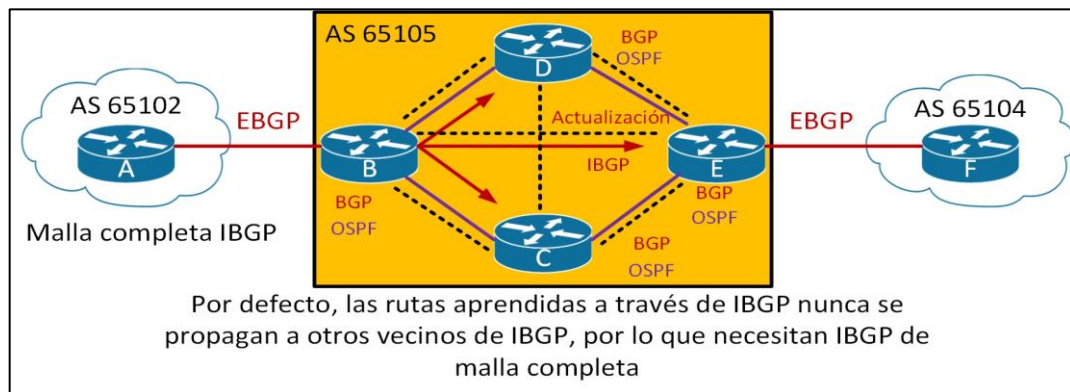 AS 65105
D
BGP
OSPF
AS 65102
A
EBGP
B
BGP
OSPF
Actualización
IBGP
E
BGP
OSPF
EBGP
AS 65104
F
Malla completa IBGP
C
BGP
OSPF
Por defecto, las rutas aprendidas a través de IBGP nunca se
propagan a otros vecinos de IBGP, por lo que necesitan IBGP de
malla completa